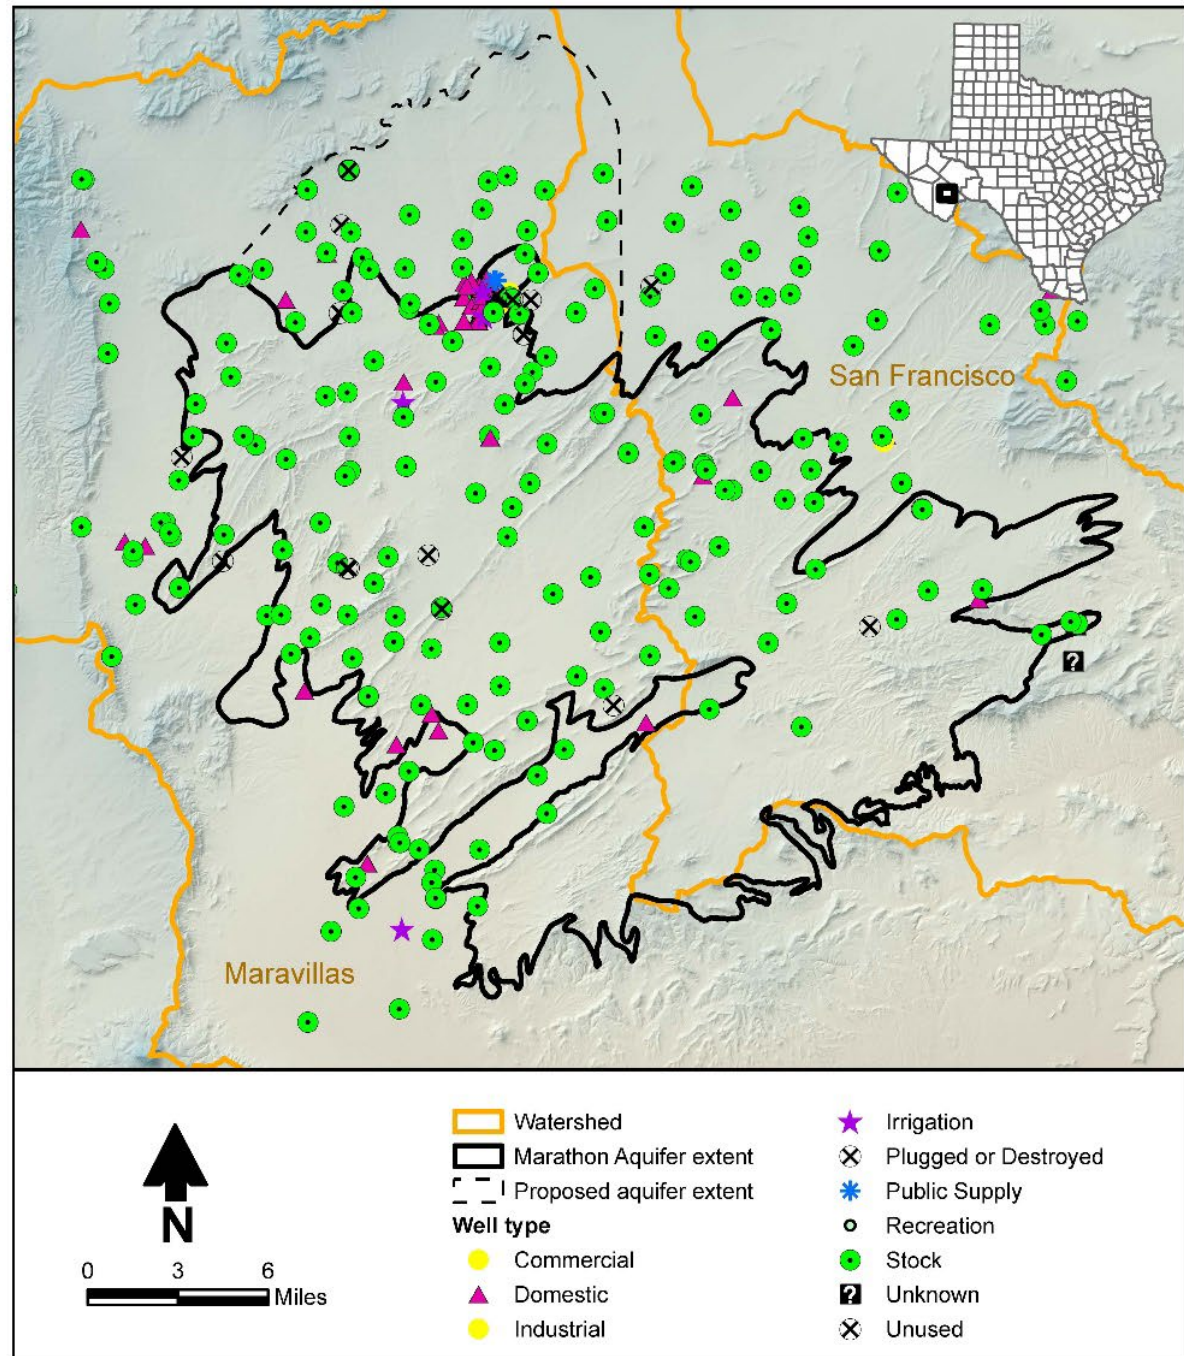 San Francisco
?
Maravillas
N
0 3 6
Miles
Watershed
Marathon Aquifer extent
Proposed aquifer extent
Well type
Commercial
Domestic
Industrial
Irrigation
Plugged or Destroyed
Public Supply
Recreation
Stock
? Unknown
Unused